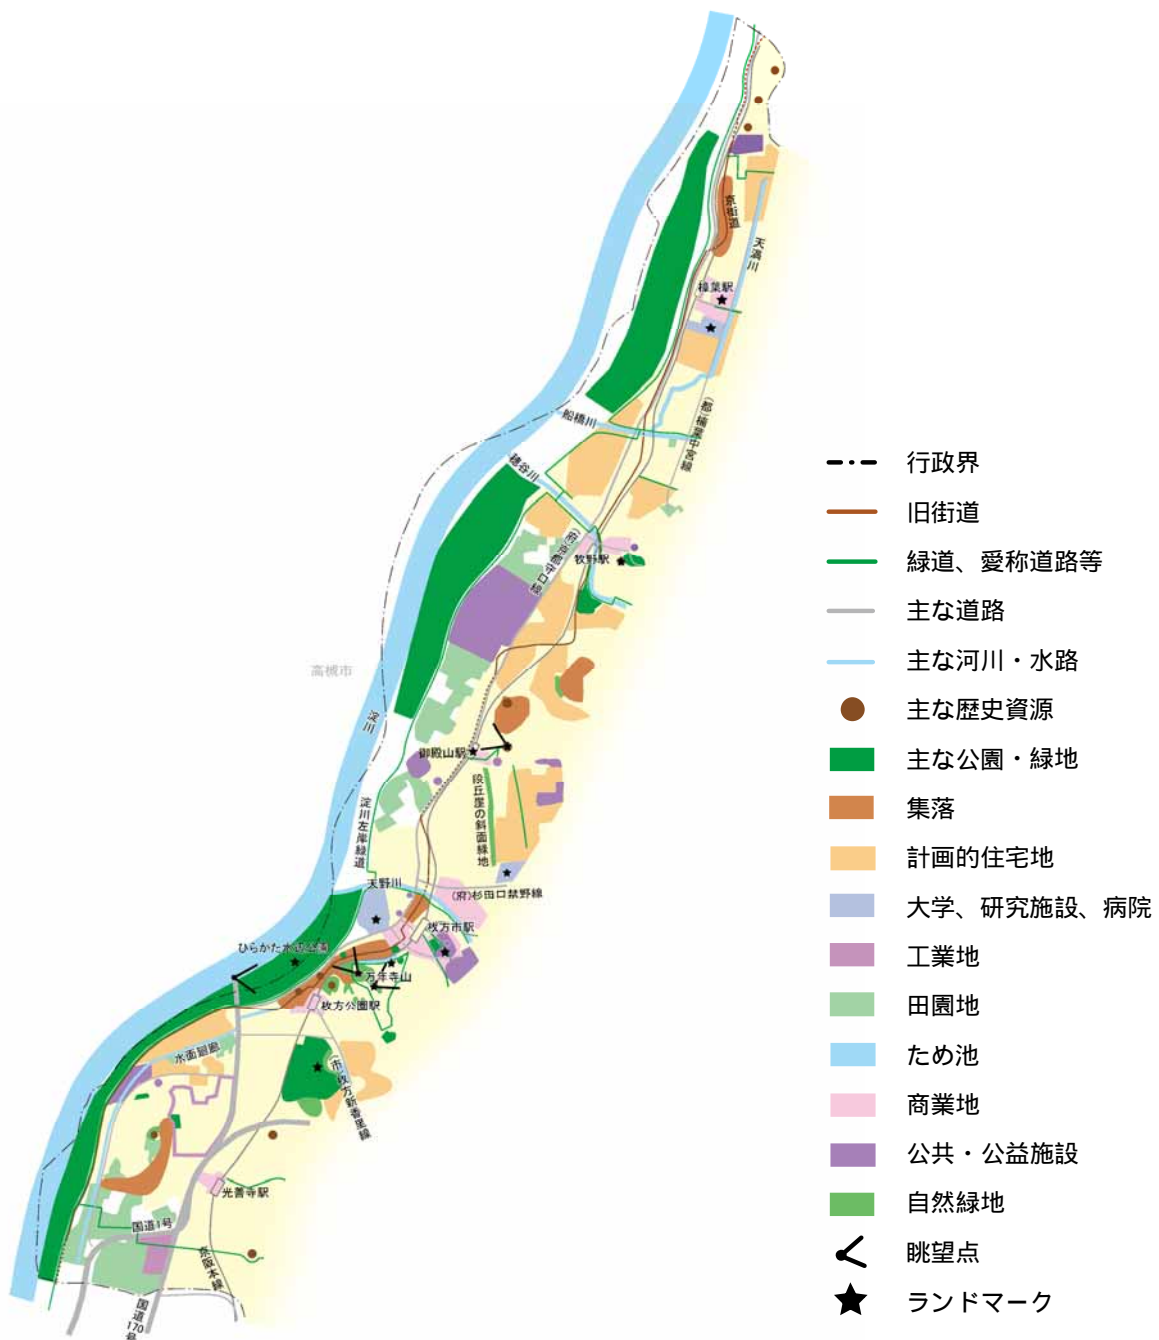 京街道
天満川
樟葉駅
船橋川
(都)楠葉中宮線
穂谷川
(府)京都守口線
牧野駅
高槻市
淀川
御殿山駅
段丘崖の斜面緑地
淀川左岸緑道
天野川
(府)杉田口禁野線
枚方市駅
ひらかた水辺公園
万年寺山
枚方公園駅
水面廻廊
(市)枚方新香里線
光善寺駅
国道1号
京阪本線
国道170号
行政界
旧街道
緑道、愛称道路等
主な道路
主な河川・水路
主な歴史資源
主な公園・緑地
集落
計画的住宅地
大学、研究施設、病院
工業地
田園地
ため池
商業地
公共・公益施設
自然緑地
眺望点
ランドマーク